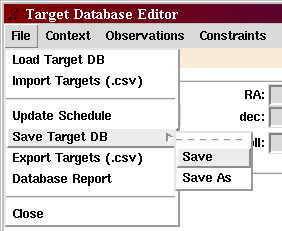 Target Database Editor
File Context Observations Constraints
Load Target DB
Import Targets (.csv)
RA:
Update Schedule
dec:
Save Target DB
Save
Export Targets (.csv)
Save As
Database Report
Close